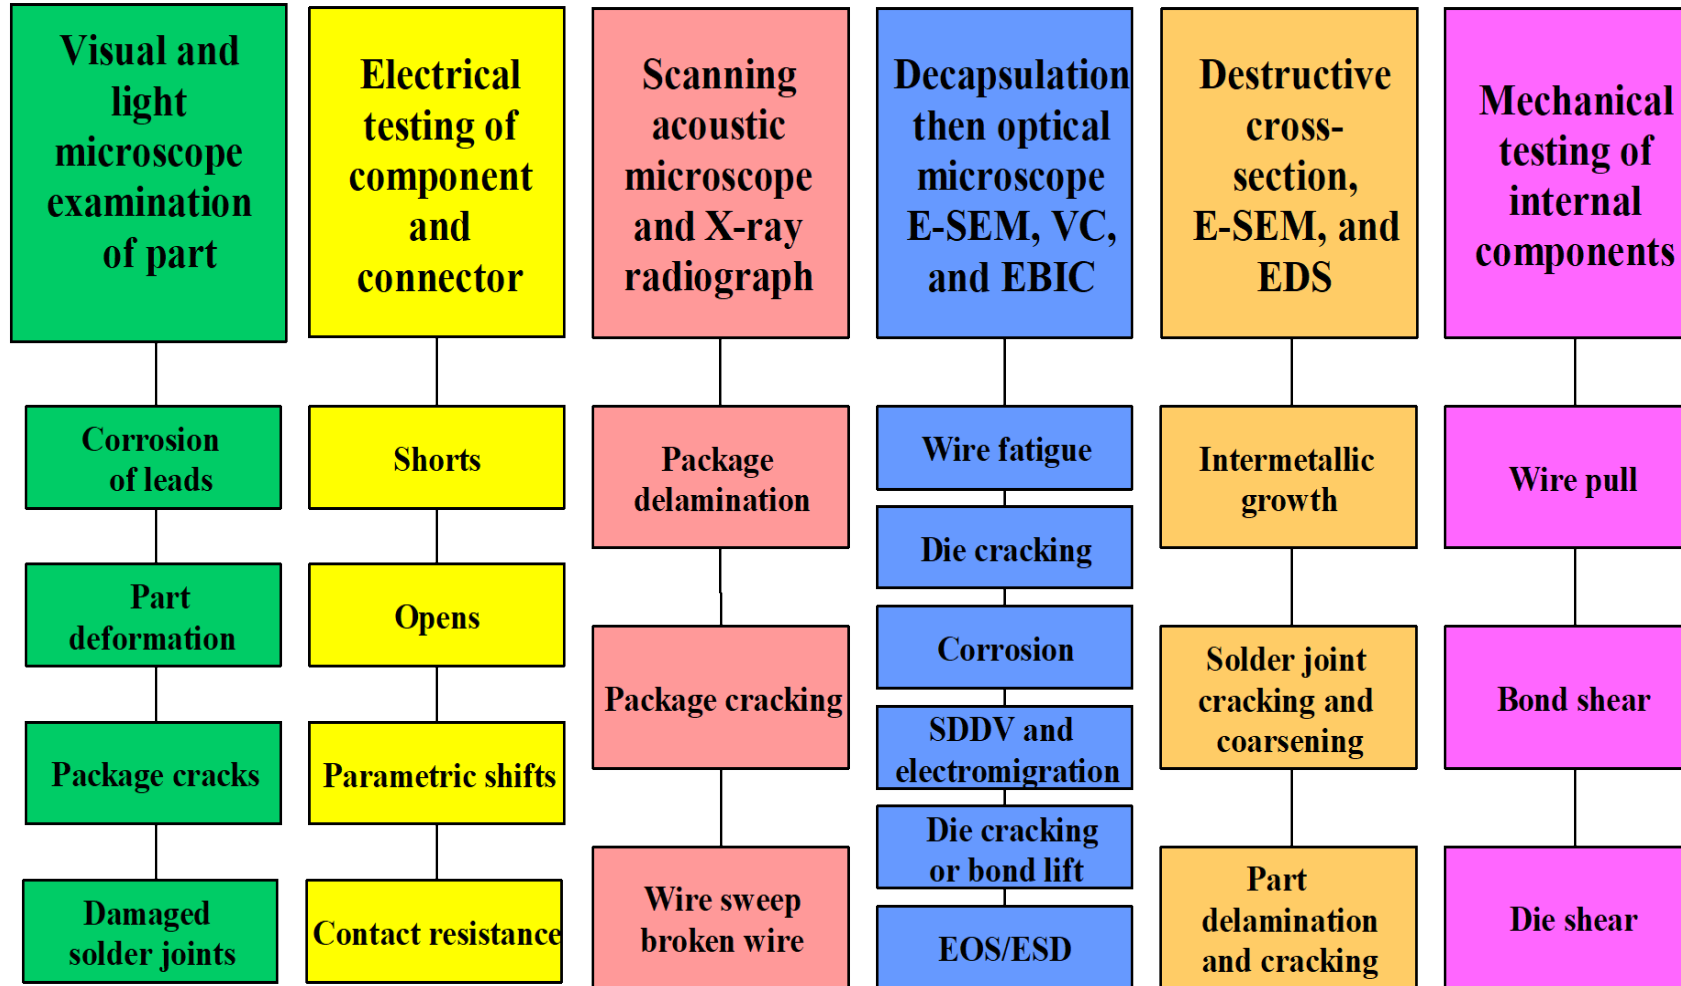 Visual and
light
microscope
examination
of part
Corrosion
of leads
Part
deformation
Package cracks
Damaged
solder joints
Electrical
testing of
component
and
connector
Shorts
Opens
Parametric shifts
Contact resistance
Scanning
acoustic
microscope
and X-ray
radiograph
Package
delamination
Package cracking
Wire sweep
broken wire
Decapsulation
then optical
microscope
E-SEM, VC,
and EBIC
Wire fatigue
Die cracking
Corrosion
SDDV and
electromigration
Die cracking
or bond lift
EOS/ESD
Destructive
cross-
section,
E-SEM, and
EDS
Intermetallic
growth
Solder joint
cracking and
coarsening
Part
delamination
and cracking
Mechanical
testing of
internal
components
Wire pull
Bond shear
Die shear